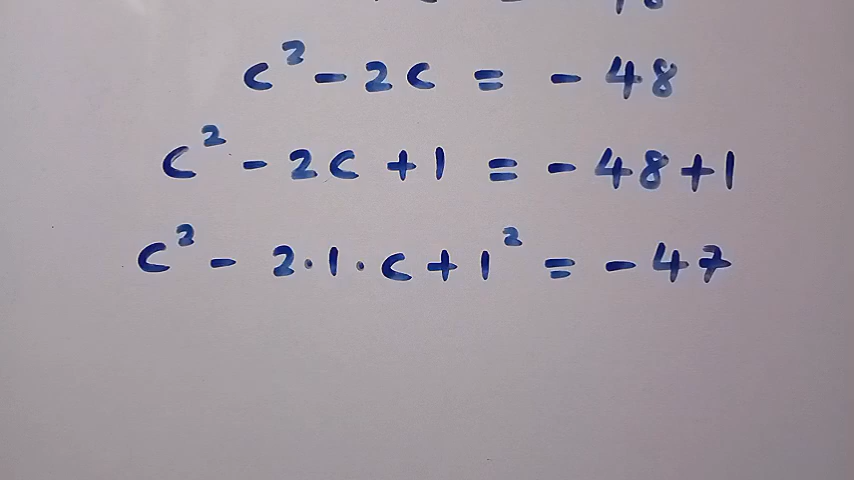 c² - 2c = - 48
c² - 2c + 1 = - 48 + 1
c² - 2·1·c + 1² = - 47